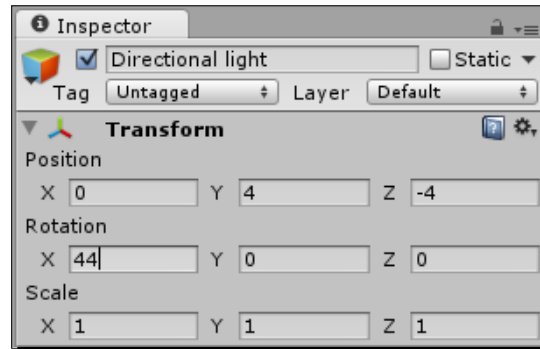 Inspector
Directional light Static
Tag Untagged Layer Default
Transform
Position
X 0 Y 4 Z -4
Rotation
X 44 Y 0 Z 0
Scale
X 1 Y 1 Z 1